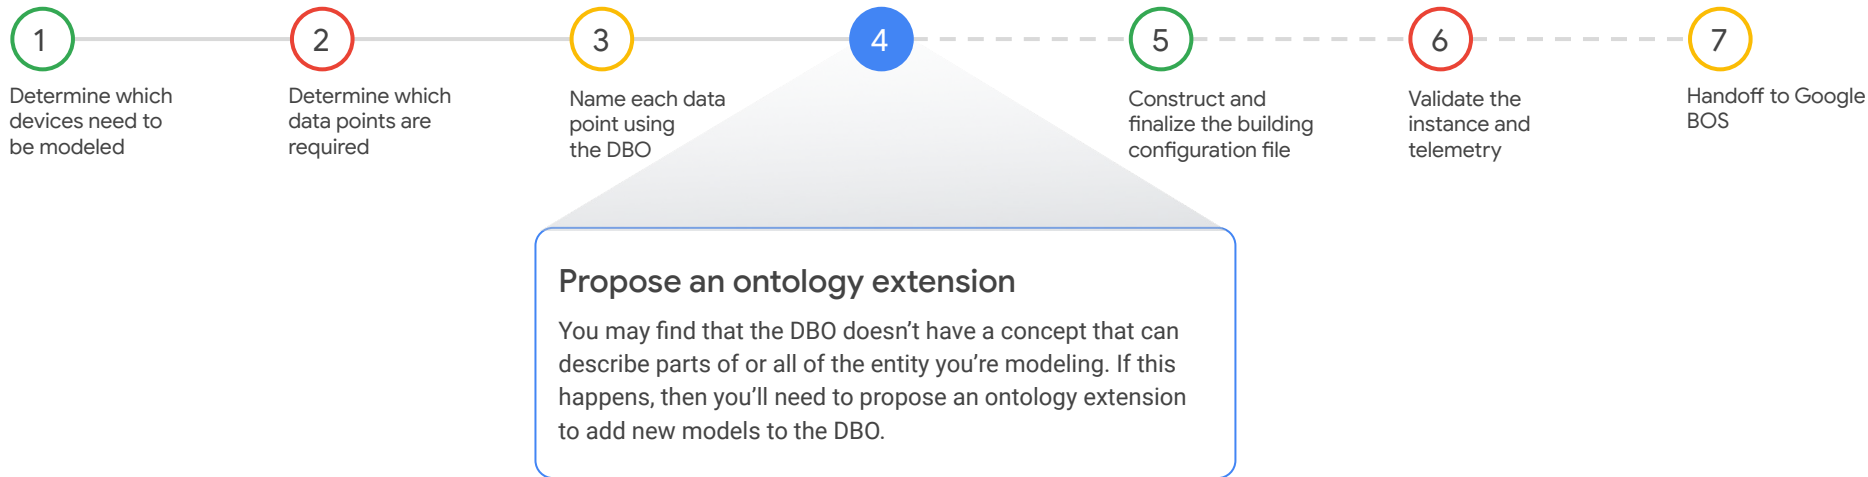 1
2
3
4
5
6
7
Determine which
devices need to
be modeled
Determine which
data points are
required
Name each data
point using
the DBO
Construct and
finalize the building
configuration file
Validate the
instance and
telemetry
Handoff to Google
BOS
Propose an ontology extension
You may find that the DBO doesn’t have a concept that can
describe parts of or all of the entity you’re modeling. If this
happens, then you’ll need to propose an ontology extension
to add new models to the DBO.